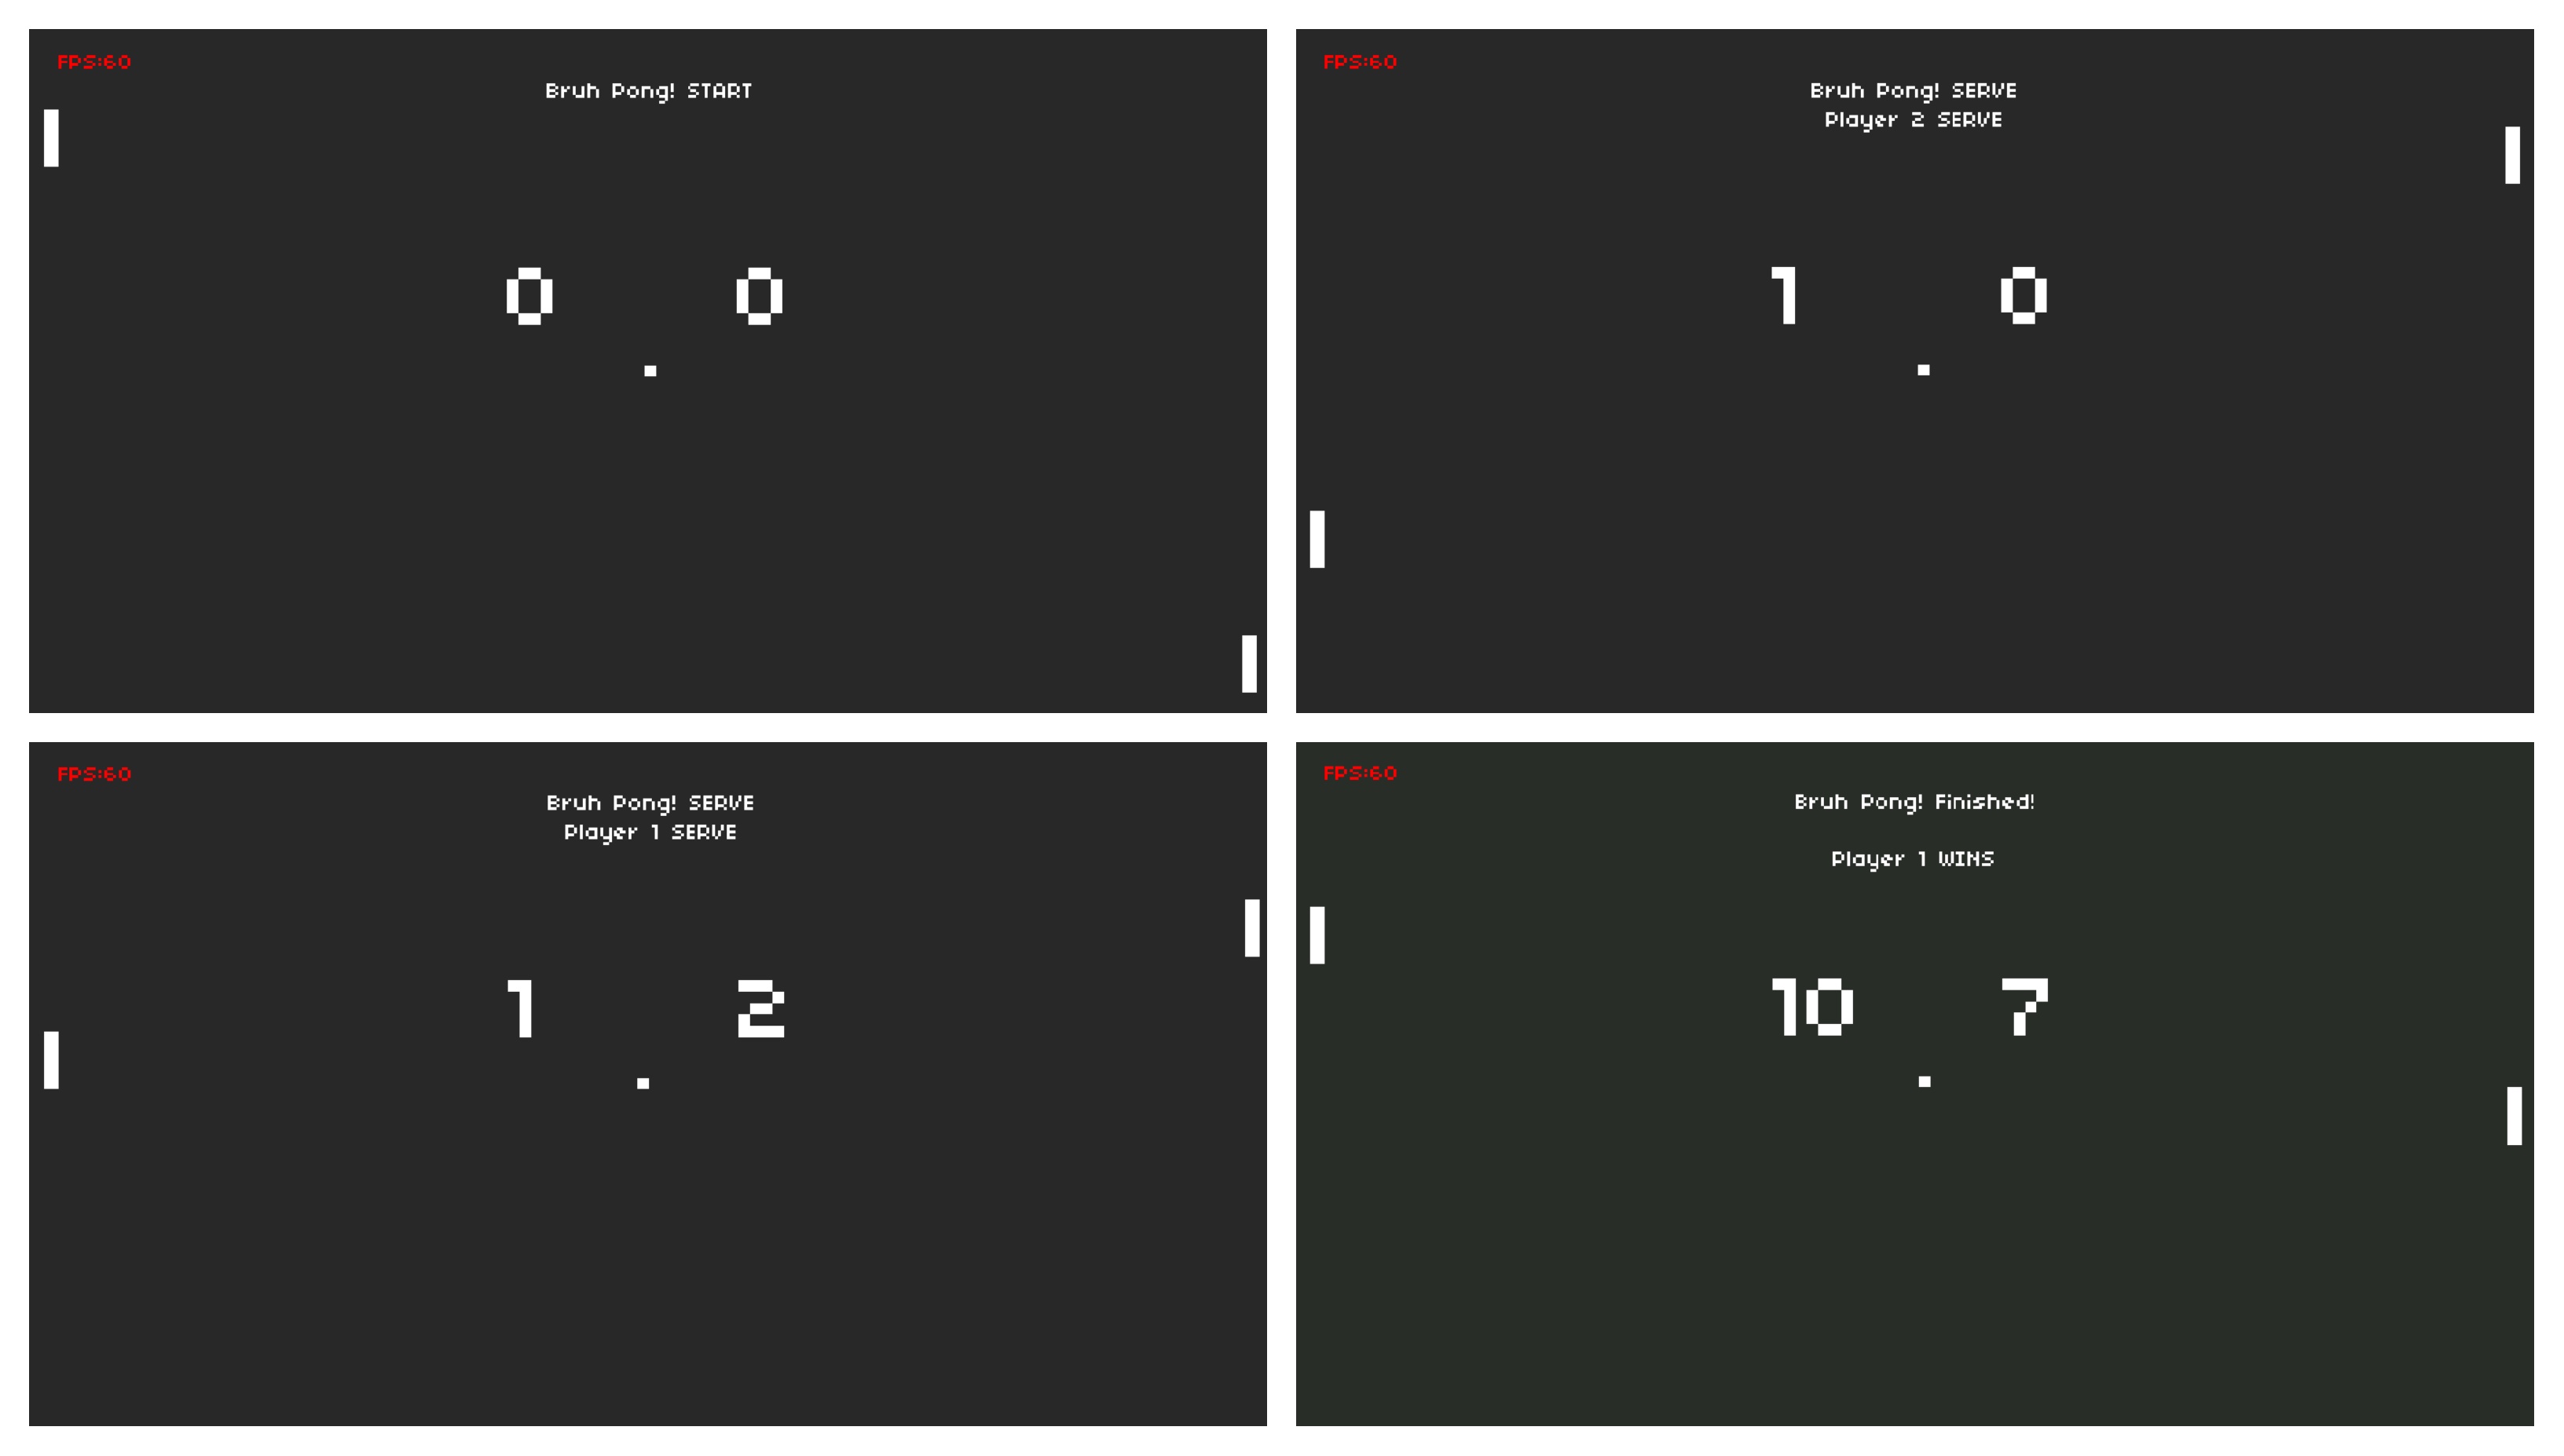 FPS:60
Bruh Pong! START
0 0
FPS:60
Bruh Pong! SERVE
Player 2 SERVE
1 0
FPS:60
Bruh Pong! SERVE
Player 1 SERVE
1 2
FPS:60
Bruh Pong! Finished!
Player 1 WINS
10 7